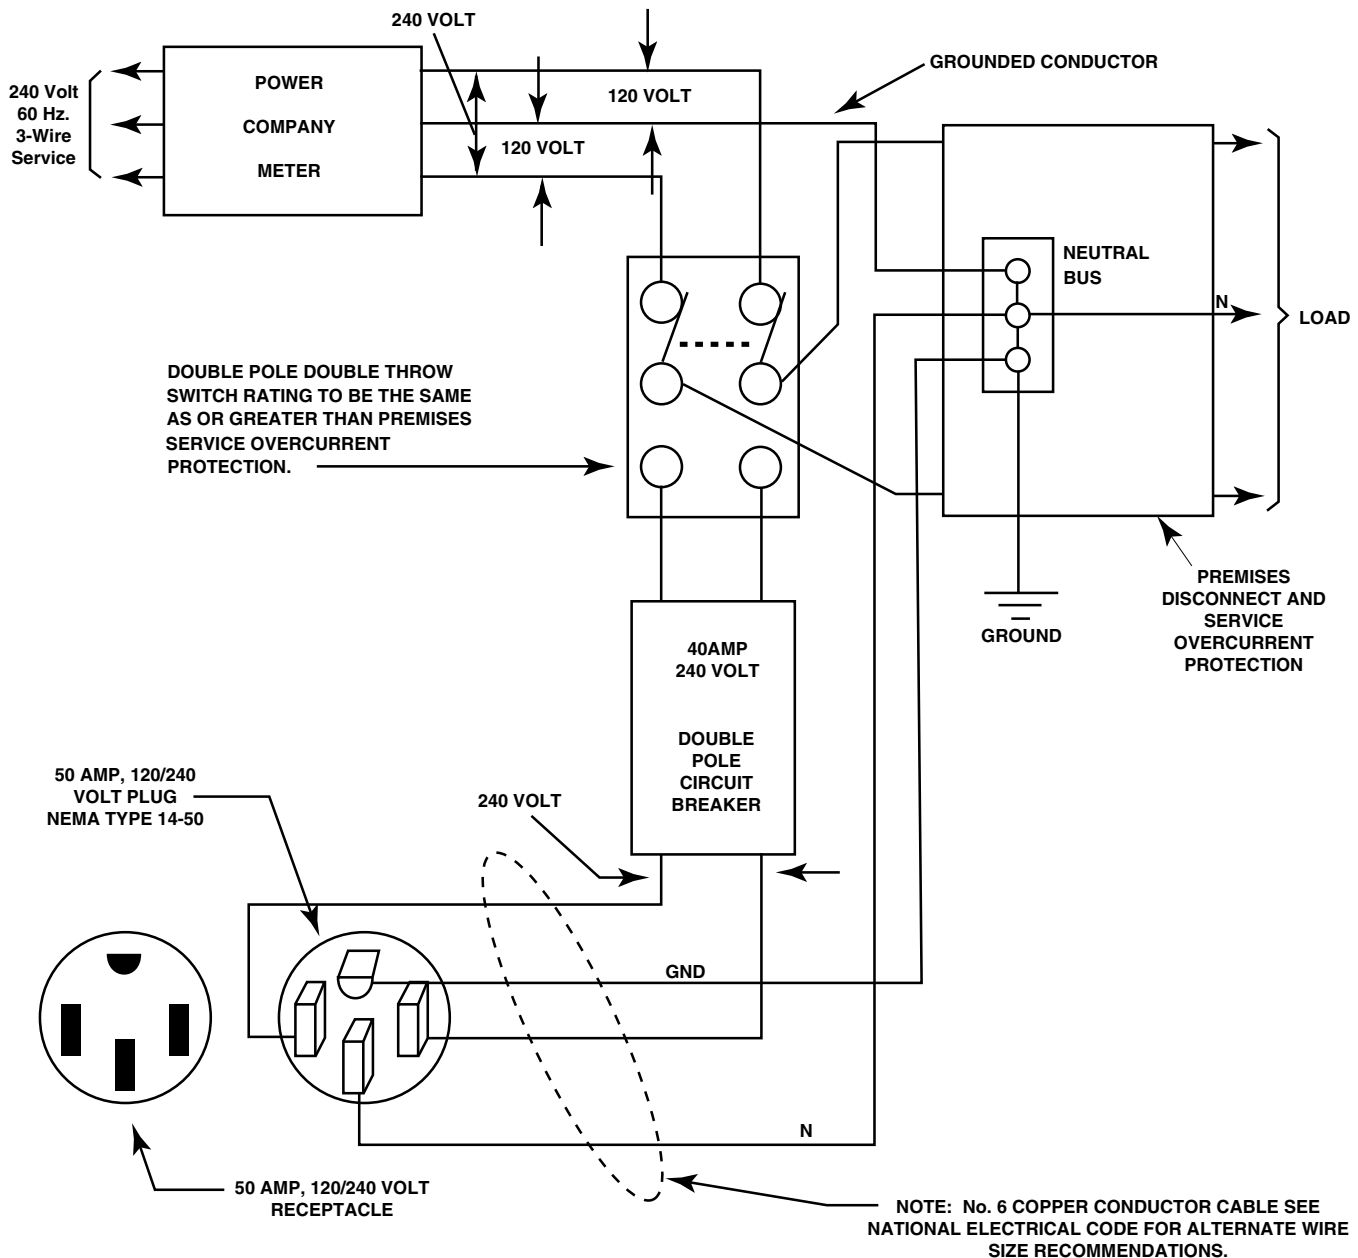 240 VOLT
GROUNDED CONDUCTOR
240 Volt
60 Hz.
3-Wire
Service
POWER
COMPANY
METER
120 VOLT
120 VOLT
NEUTRAL
BUS
N
LOAD
DOUBLE POLE DOUBLE THROW
SWITCH RATING TO BE THE SAME
AS OR GREATER THAN PREMISES
SERVICE OVERCURRENT
PROTECTION.
GROUND
PREMISES
DISCONNECT AND
SERVICE
OVERCURRENT
PROTECTION
40AMP
240 VOLT
DOUBLE
POLE
CIRCUIT
BREAKER
50 AMP, 120/240
VOLT PLUG
NEMA TYPE 14-50
240 VOLT
GND
N
50 AMP, 120/240 VOLT
RECEPTACLE
NOTE: No. 6 COPPER CONDUCTOR CABLE SEE
NATIONAL ELECTRICAL CODE FOR ALTERNATE WIRE
SIZE RECOMMENDATIONS.